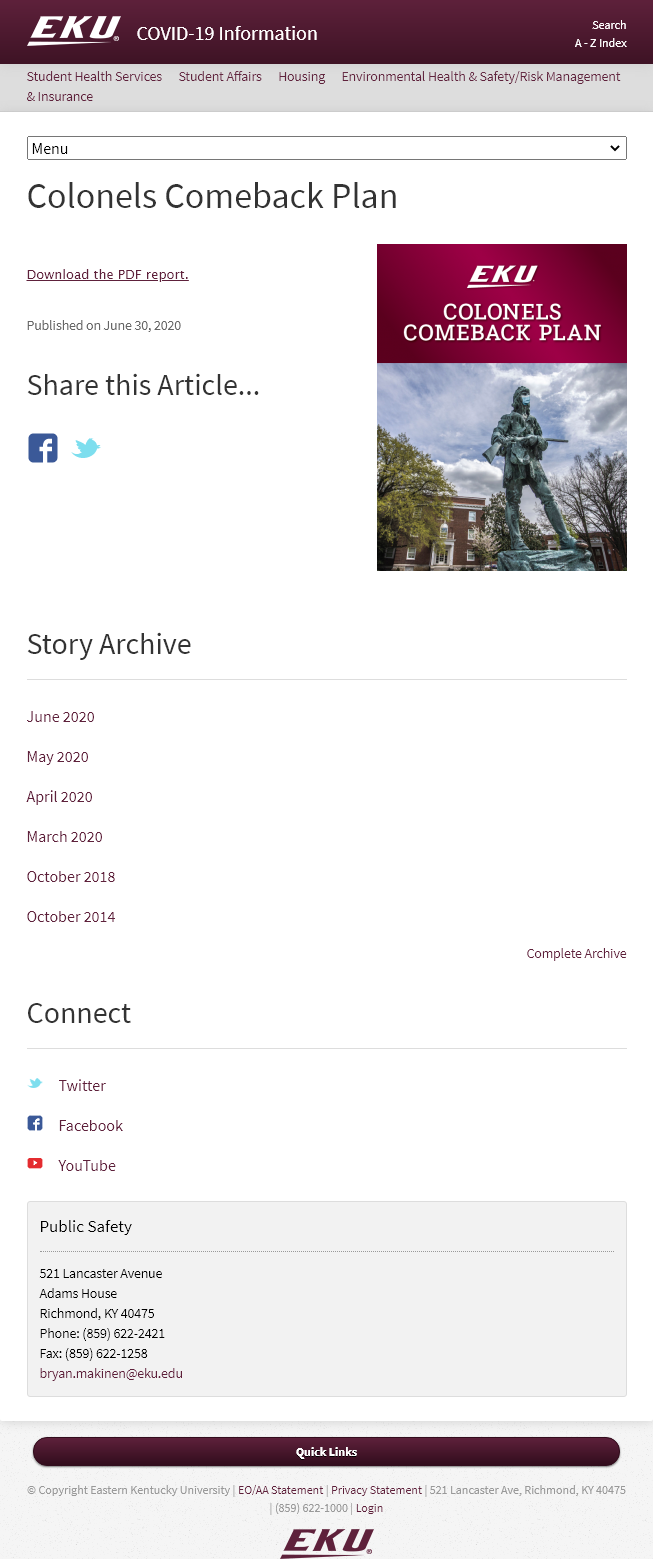 EKU® COVID-19 Information
Search
A - Z Index
Student Health Services Student Affairs Housing Environmental Health & Safety/Risk Management
& Insurance
Menu
Colonels Comeback Plan
Download the PDF report.
EKU
COLONELS
COMEBACK PLAN
Published on June 30, 2020
Share this Article...
Story Archive
June 2020
May 2020
April 2020
March 2020
October 2018
October 2014
Complete Archive
Connect
Twitter
Facebook
YouTube
Public Safety
521 Lancaster Avenue
Adams House
Richmond, KY 40475
Phone: (859) 622-2421
Fax: (859) 622-1258
bryan.makinen@eku.edu
Quick Links
© Copyright Eastern Kentucky University | EO/AA Statement | Privacy Statement | 521 Lancaster Ave, Richmond, KY 40475
| (859) 622-1000 | Login
EKU®